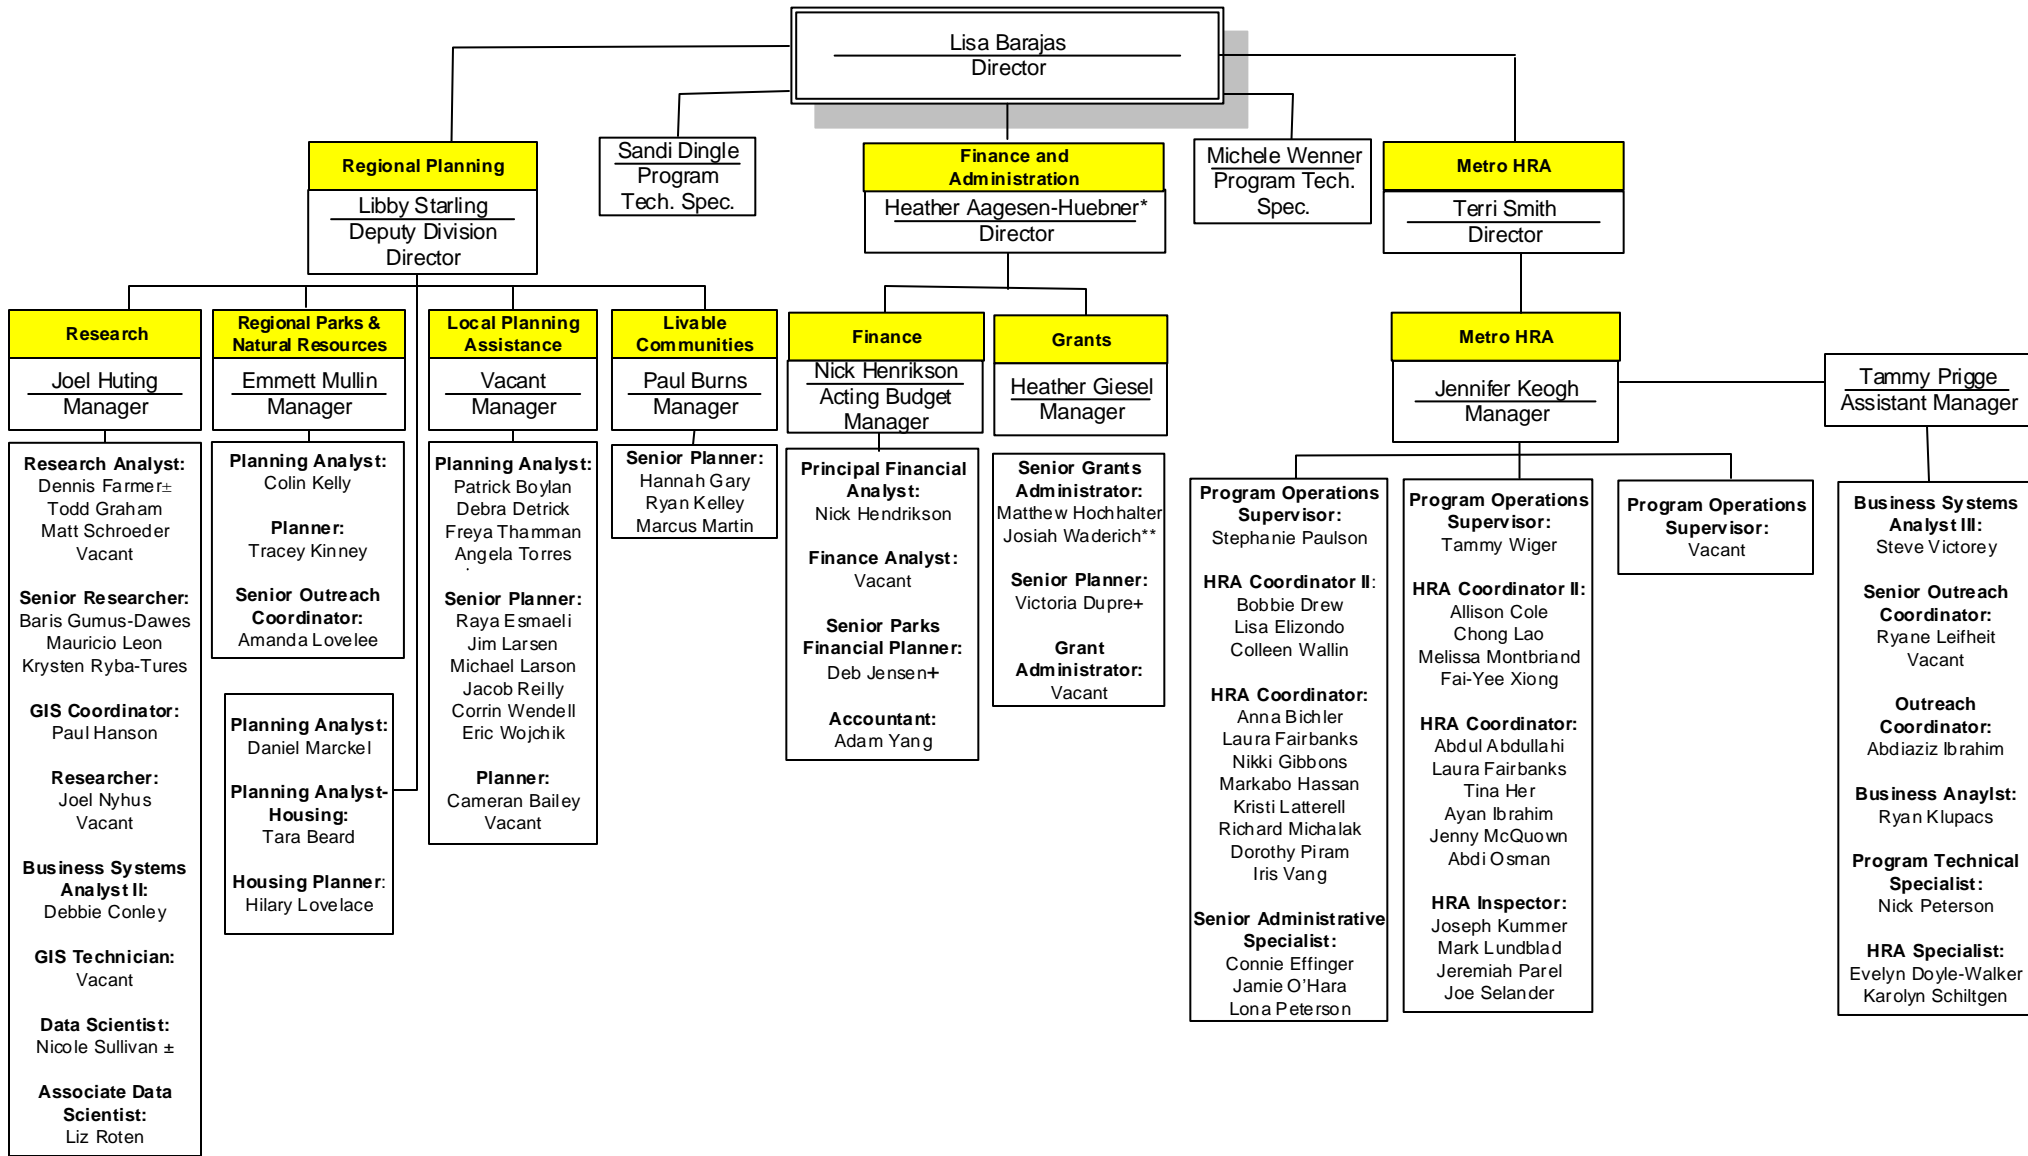 Lisa Barajas
Director
Regional Planning
Libby Starling
Deputy Division
Director
Sandi Dingle
Program
Tech. Spec.
Finance and
Administration
Heather Aagesen-Huebner*
Director
Michele Wenner
Program Tech.
Spec.
Metro HRA
Terri Smith
Director
Research
Joel Huting
Manager
Regional Parks &
Natural Resources
Emmett Mullin
Manager
Local Planning
Assistance
Vacant
Manager
Livable
Communities
Paul Burns
Manager
Finance
Nick Henrikson
Acting Budget
Manager
Grants
Heather Giesel
Manager
Metro HRA
Jennifer Keogh
Manager
Tammy Prigge
Assistant Manager
Research Analyst:
Dennis Farmer±
Todd Graham
Matt Schroeder
Vacant
Senior Researcher:
Baris Gumus-Dawes
Mauricio Leon
Krysten Ryba-Tures
GIS Coordinator:
Paul Hanson
Researcher:
Joel Nyhus
Vacant
Business Systems
Analyst II:
Debbie Conley
GIS Technician:
Vacant
Data Scientist:
Nicole Sullivan ±
Associate Data
Scientist:
Liz Roten
Planning Analyst:
Colin Kelly
Planner:
Tracey Kinney
Senior Outreach
Coordinator:
Amanda Lovelee
Planning Analyst:
Daniel Marckel
Planning Analyst-
Housing:
Tara Beard
Housing Planner:
Hilary Lovelace
Planning Analyst:
Patrick Boylan
Debra Detrick
Freya Thamman
Angela Torres
Senior Planner:
Raya Esmaeli
Jim Larsen
Michael Larson
Jacob Reilly
Corrin Wendell
Eric Wojchik
Planner:
Cameran Bailey
Vacant
Senior Planner:
Hannah Gary
Ryan Kelley
Marcus Martin
Principal Financial
Analyst:
Nick Hendrikson
Finance Analyst:
Vacant
Senior Parks
Financial Planner:
Deb Jensen+
Accountant:
Adam Yang
Senior Grants
Administrator:
Matthew Hochhalter
Josiah Waderich**
Senior Planner:
Victoria Dupre+
Grant
Administrator:
Vacant
Program Operations
Supervisor:
Stephanie Paulson
HRA Coordinator II:
Bobbie Drew
Lisa Elizondo
Colleen Wallin
HRA Coordinator:
Anna Bichler
Laura Fairbanks
Nikki Gibbons
Markabo Hassan
Kristi Latterell
Richard Michalak
Dorothy Piram
Iris Vang
Senior Administrative
Specialist:
Connie Effinger
Jamie O'Hara
Lona Peterson
Program Operations
Supervisor:
Tammy Wiger
HRA Coordinator II:
Allison Cole
Chong Lao
Melissa Montbriand
Fai-Yee Xiong
HRA Coordinator:
Abdul Abdullahi
Laura Fairbanks
Tina Her
Ayan Ibrahim
Jenny McQuown
Abdi Osman
HRA Inspector:
Joseph Kummer
Mark Lundblad
Jeremiah Parel
Joe Selander
Program Operations
Supervisor:
Vacant
Business Systems
Analyst III:
Steve Victorey
Senior Outreach
Coordinator:
Ryane Leifheit
Vacant
Outreach
Coordinator:
Abdiaziz Ibrahim
Business Anaylst:
Ryan Klupacs
Program Technical
Specialist:
Nick Peterson
HRA Specialist:
Evelyn Doyle-Walker
Karolyn Schiltgen